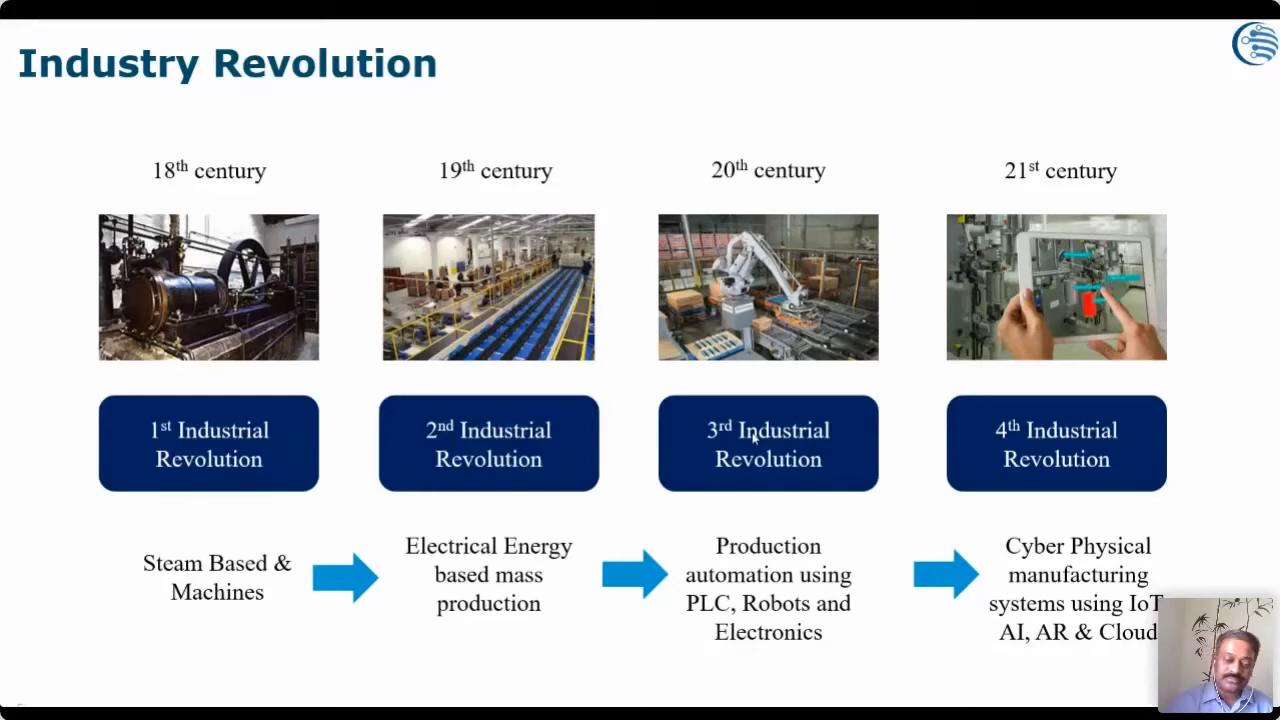 Industry Revolution
18th century
19th century
20th century
21st century
1st Industrial
Revolution
2nd Industrial
Revolution
3rd Industrial
Revolution
4th Industrial
Revolution
Steam Based &
Machines
Electrical Energy
based mass
production
Production
automation using
PLC, Robots and
Electronics
Cyber Physical
manufacturing
systems using IoT
AI, AR & Cloud